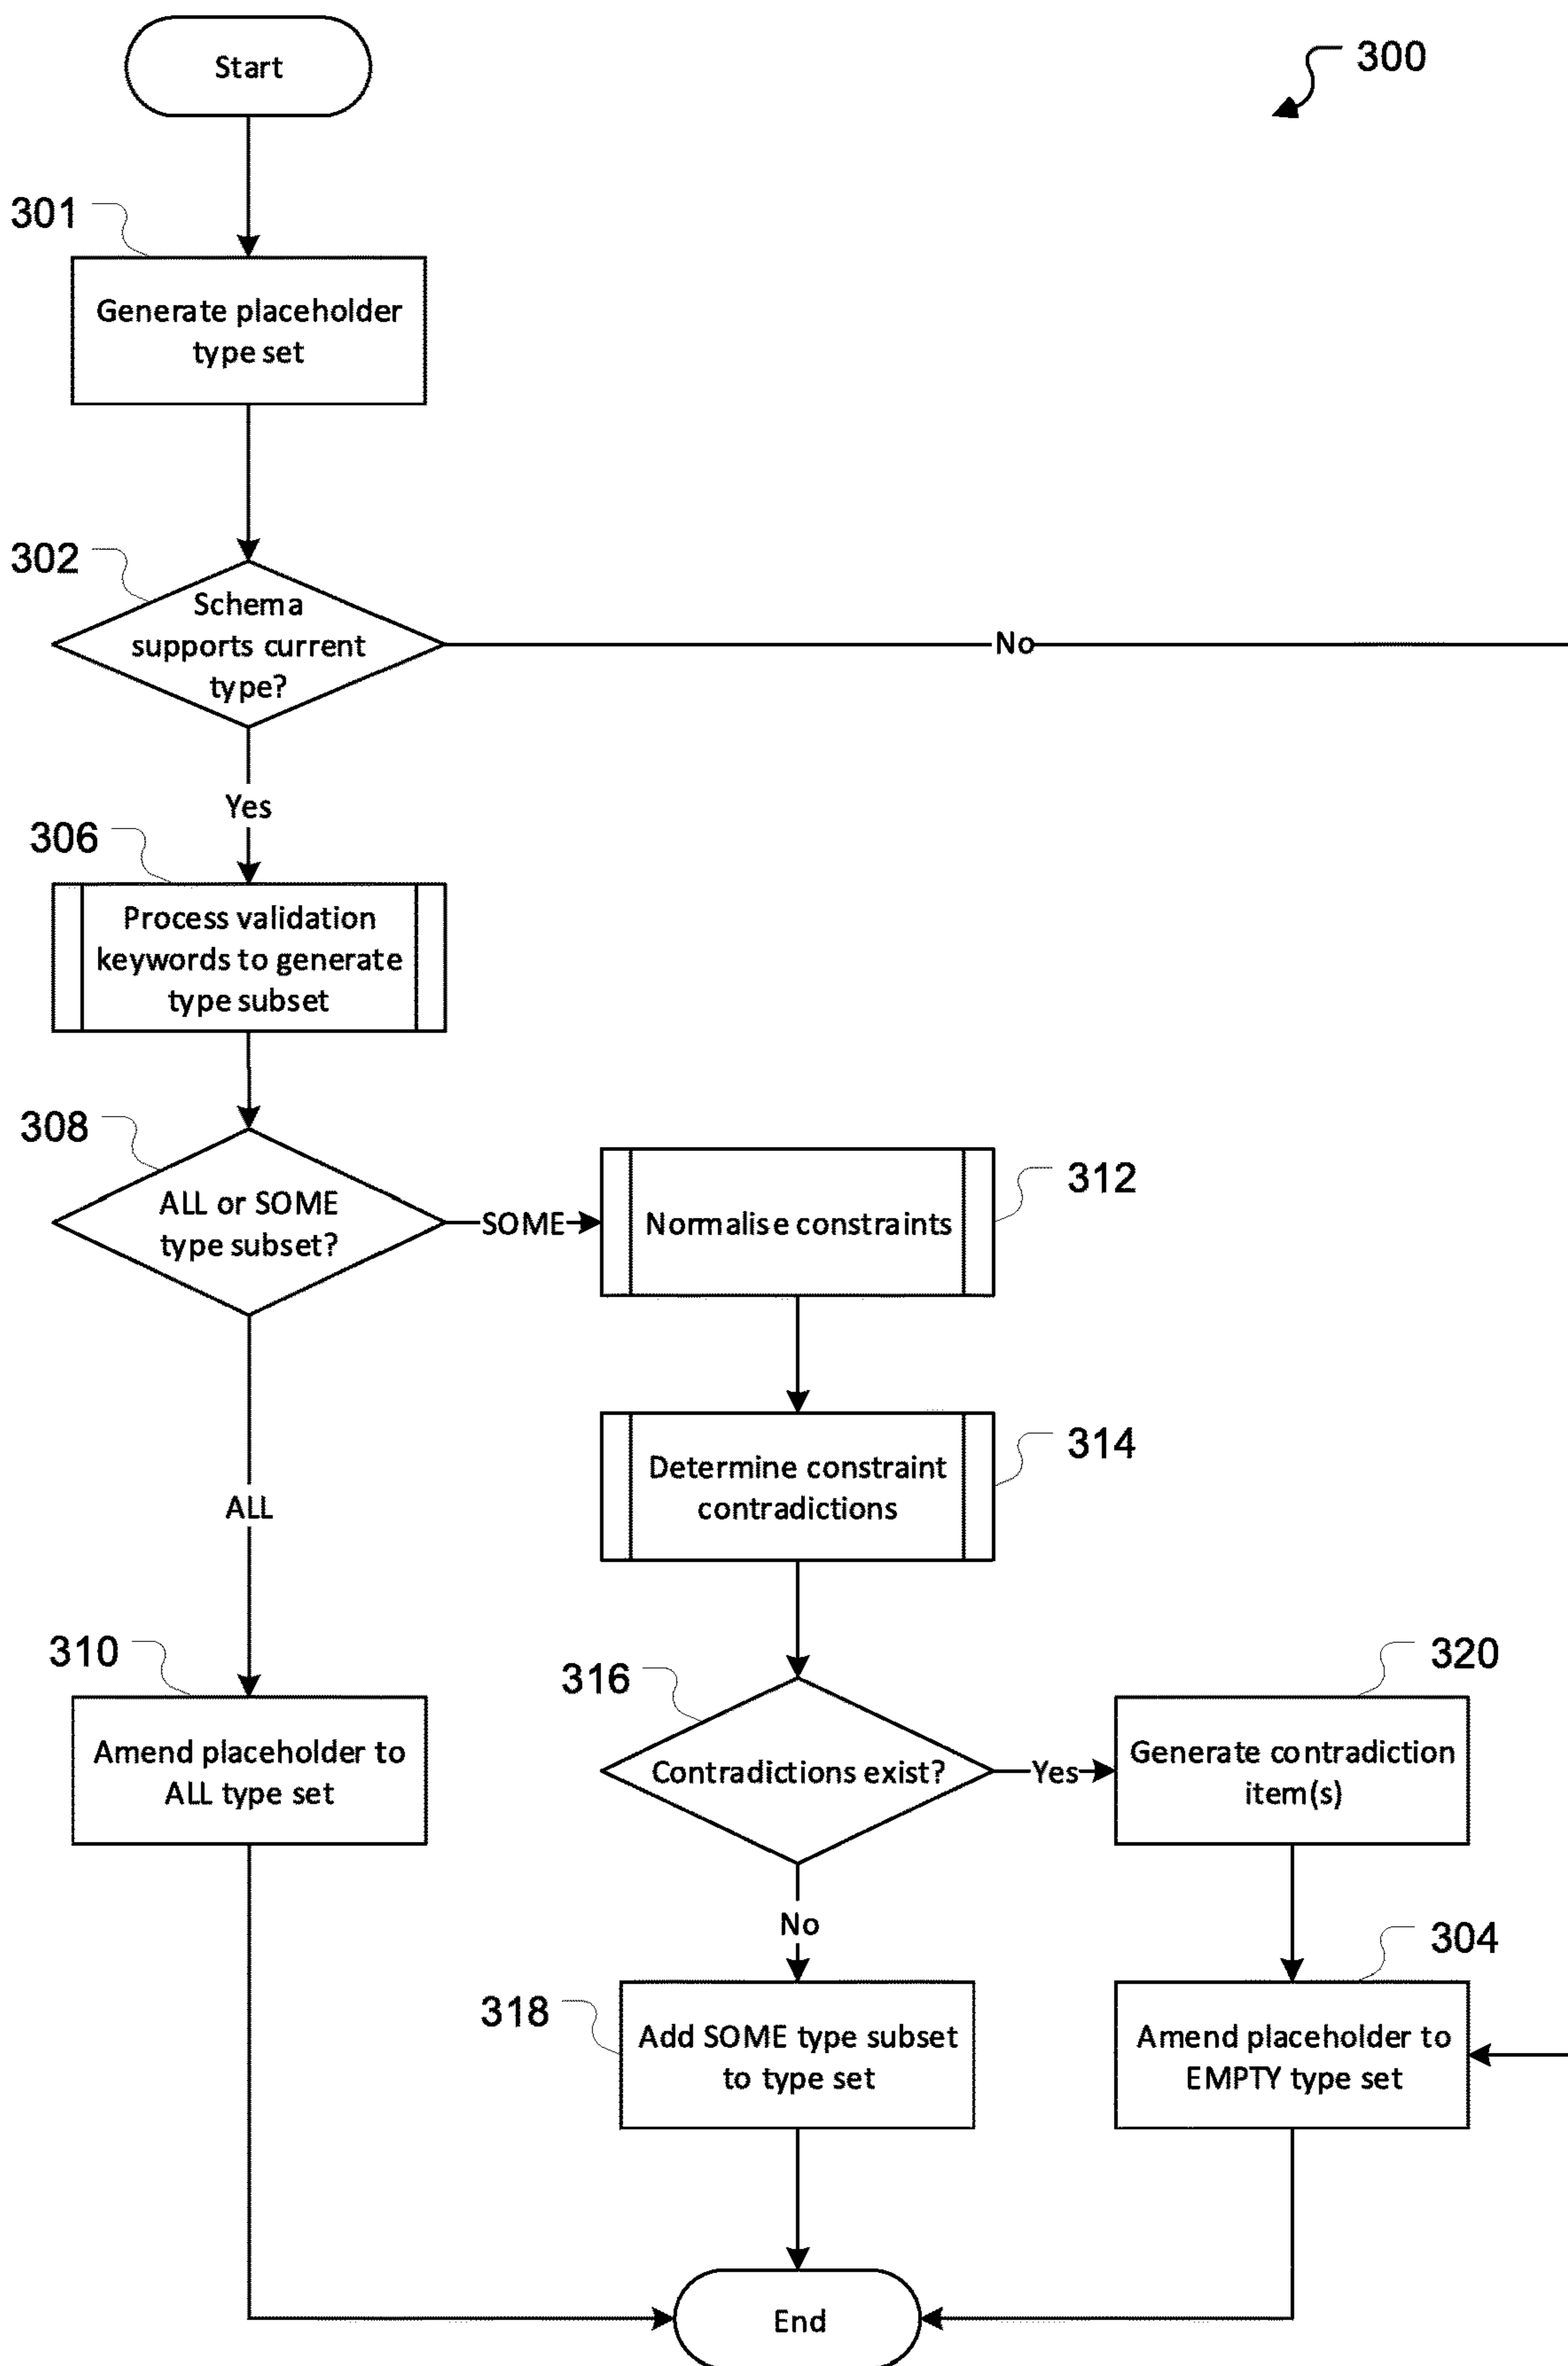 Start
300
301
Generate placeholder
type set
302
Schema
supports current
type?
No
Yes
306
Process validation
keywords to generate
type subset
308
ALL or SOME
type subset?
SOME
Normalise constraints
312
Determine constraint
contradictions
314
ALL
310
Amend placeholder to
ALL type set
316
Contradictions exist?
Yes
320
Generate contradiction
item(s)
No
318
Add SOME type subset
to type set
304
Amend placeholder to
EMPTY type set
End